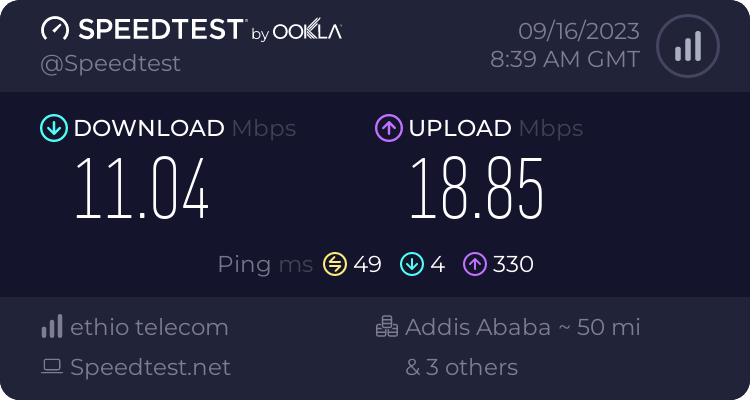 SPEEDTEST by OOKLA
@Speedtest
09/16/2023
8:39 AM GMT
DOWNLOAD Mbps
11.04
UPLOAD Mbps
18.85
Ping ms 49 4 330
ethio telecom
Speedtest.net
Addis Ababa ~ 50 mi
& 3 others